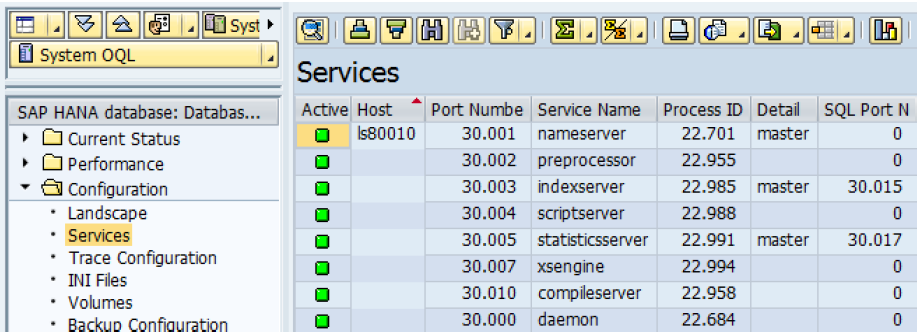 Syst
System OQL
SAP HANA database: Databas...
Current Status
Performance
Configuration
Landscape
Services
Trace Configuration
INI Files
Volumes
Backup Configuration
Services
Active Host Port Numbe Service Name Process ID Detail SQL Port N
ls80010 30.001 nameserver 22.701 master 0
30.002 preprocessor 22.955 0
30.003 indexserver 22.985 master 30.015
30.004 scriptserver 22.988 0
30.005 statisticsserver 22.991 master 30.017
30.007 xsengine 22.994 0
30.010 compileserver 22.958 0
30.000 daemon 22.684 0